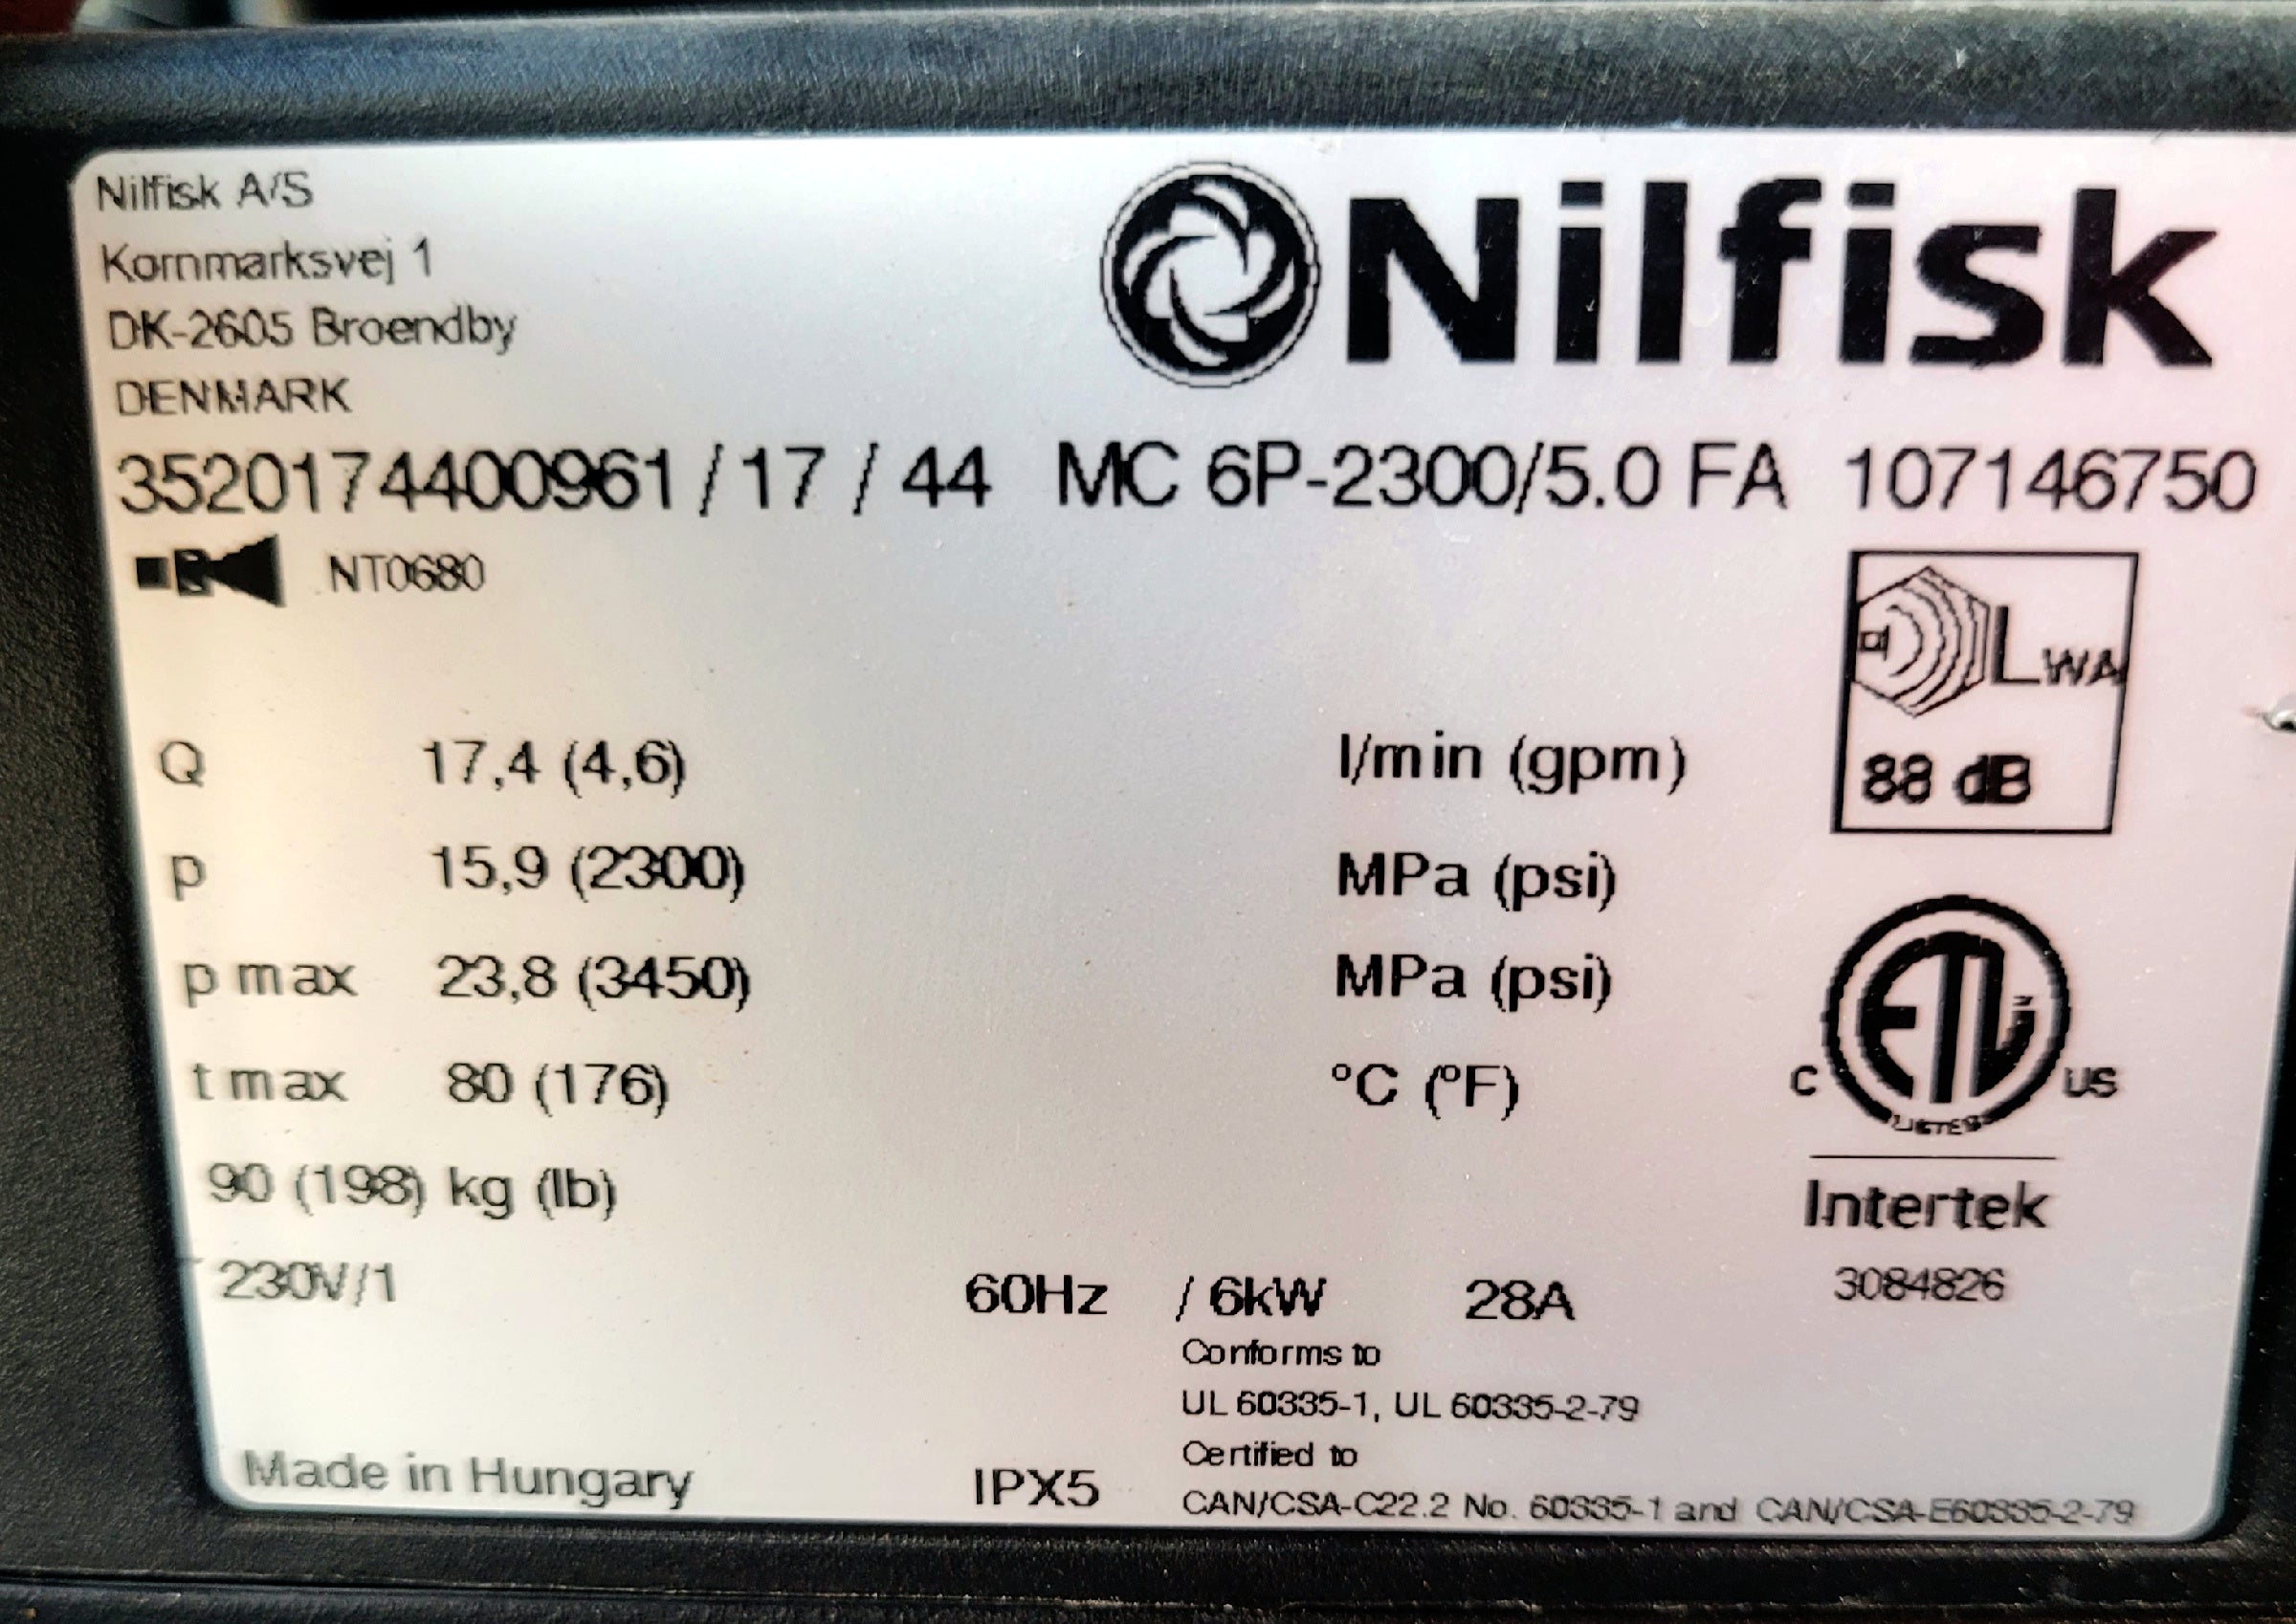 Nilfisk A/S
Kornmarksvej 1
DK-2605 Broendby
DENMARK
Nilfisk
3520174400961 / 17 / 44 MC 6P-2300/5.0 FA 107146750
NT0680
LWA
88 dB
Q 17,4 (4,6) l/min (gpm)
p 15,9 (2300) MPa (psi)
p max 23,8 (3450) MPa (psi)
t max 80 (176) °C (°F)
90 (198) kg (lb)
230V/1 60Hz / 6kW 28A
C ETL US
LISTED
Intertek
3084826
Conforms to
UL 60335-1, UL 60335-2-79
Certified to
CAN/CSA-C22.2 No. 60335-1 and CAN/CSA-E60335-2-79
Made in Hungary IPX5